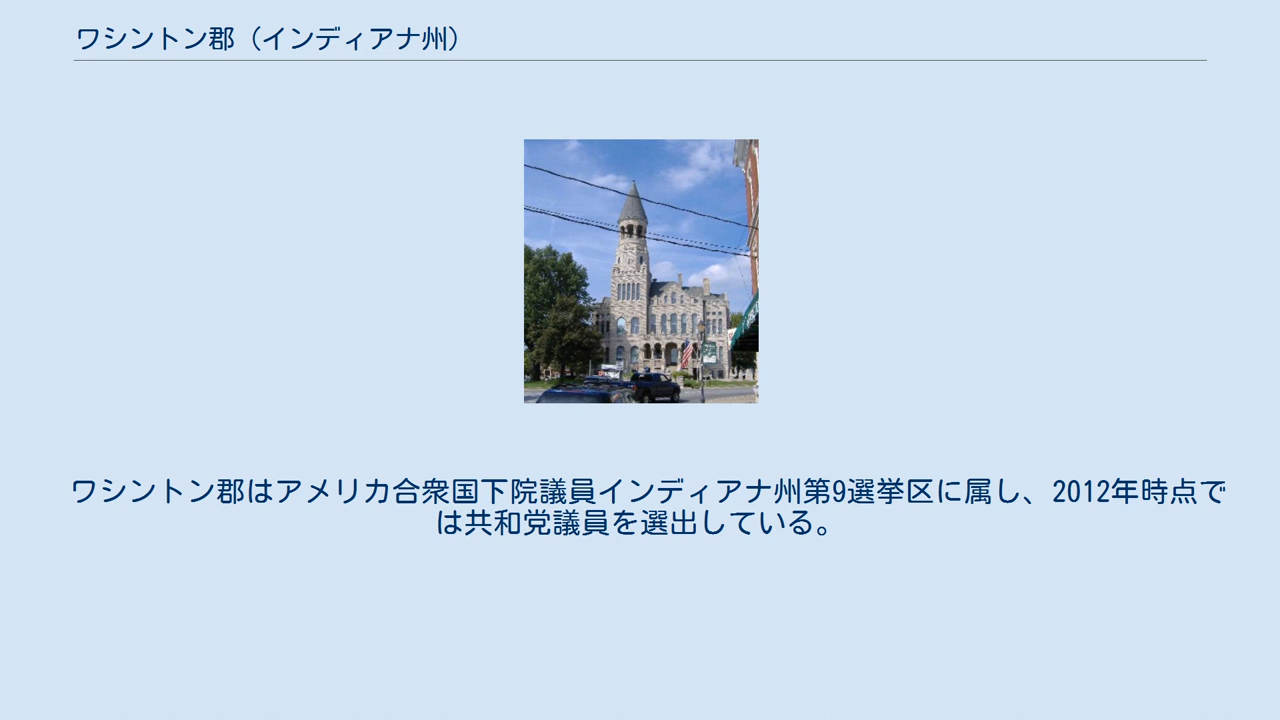 ワシントン郡（インディアナ州）
ワシントン郡はアメリカ合衆国下院議員インディアナ州第9選挙区に属し、2012年時点で
は共和党議員を選出している。